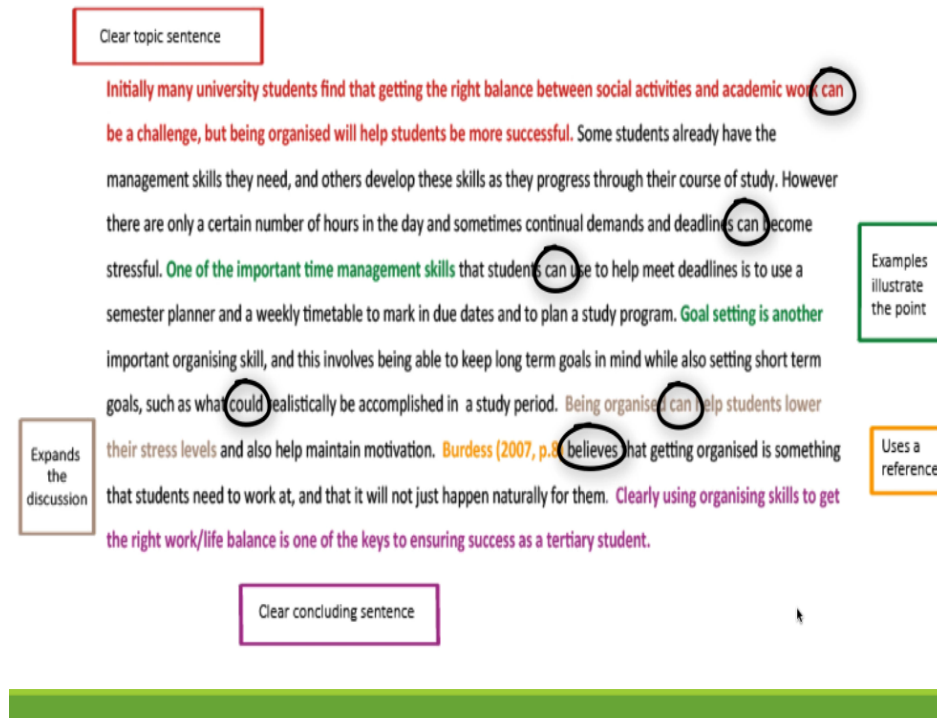 Clear topic sentence
Initially many university students find that getting the right balance between social activities and academic work can
be a challenge, but being organised will help students be more successful. Some students already have the
management skills they need, and others develop these skills as they progress through their course of study. However
there are only a certain number of hours in the day and sometimes continual demands and deadlines can become
stressful. One of the important time management skills that students can use to help meet deadlines is to use a
semester planner and a weekly timetable to mark in due dates and to plan a study program. Goal setting is another
important organising skill, and this involves being able to keep long term goals in mind while also setting short term
goals, such as what could realistically be accomplished in a study period. Being organised can help students lower
their stress levels and also help maintain motivation. Burdess (2007, p.8) believes that getting organised is something
that students need to work at, and that it will not just happen naturally for them. Clearly using organising skills to get
the right work/life balance is one of the keys to ensuring success as a tertiary student.
Examples
illustrate
the point
Expands
the
discussion
Uses a
reference
Clear concluding sentence